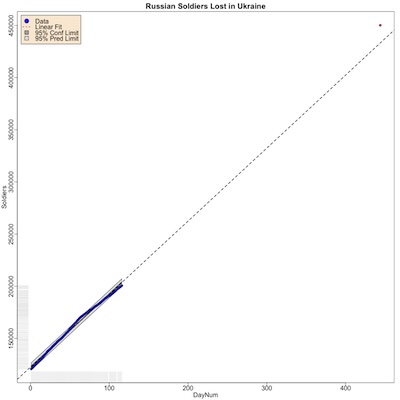 Russian Soldiers Lost in Ukraine
Data
Linear Fit
95% Conf Limit
95% Pred Limit
450000
400000
350000
300000
250000
200000
150000
Soldiers
0 100 200 300 400
DayNum